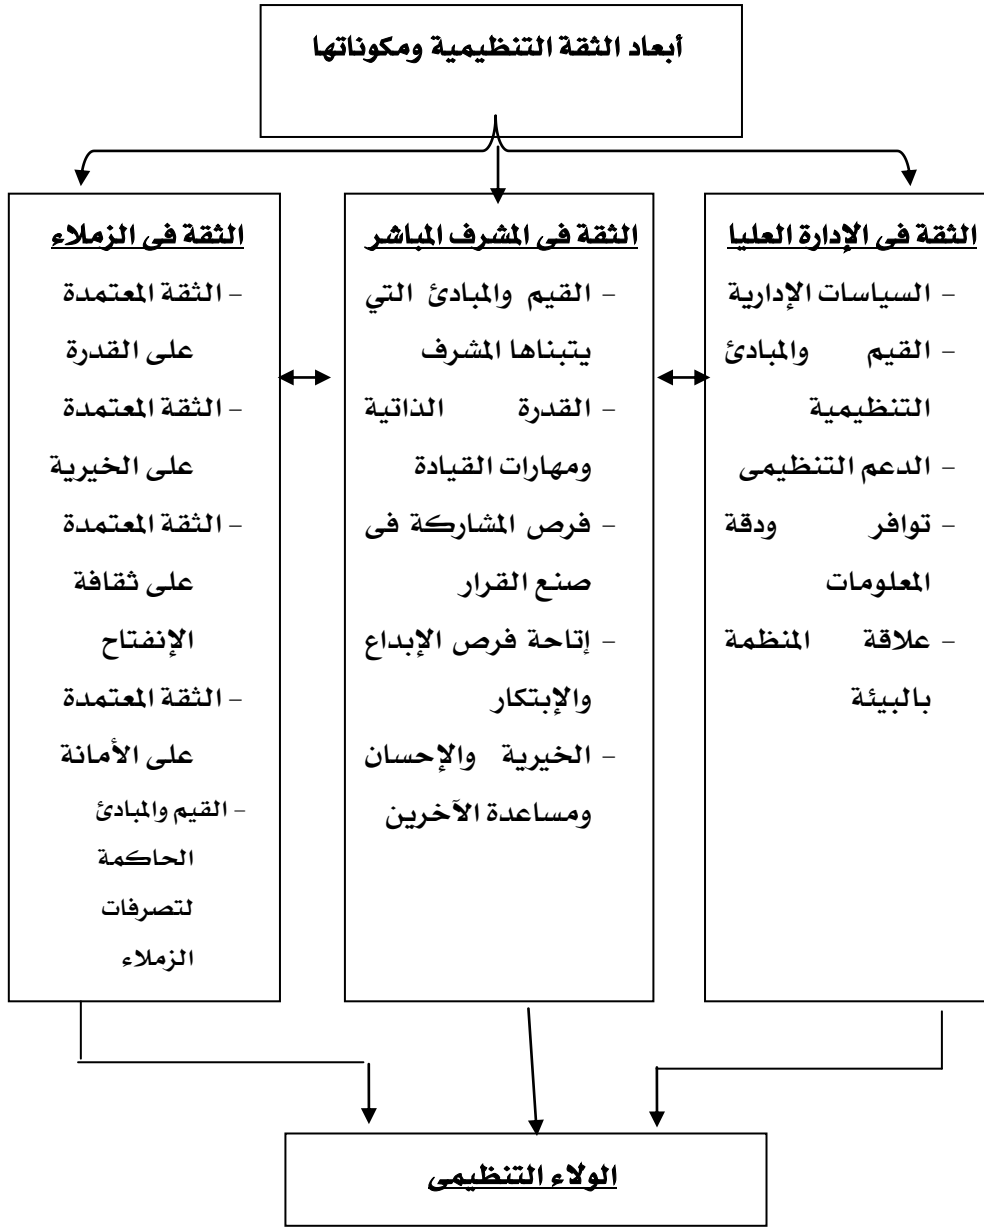 أبعاد الثقة التنظيمية ومكوناتها
الثقة فى الإدارة العليا
- السياسات الإدارية
- القيم والمبادئ
التنظيمية
- الدعم التنظيمى
- توافر ودقة
المعلومات
- علاقة المنظمة
بالبيئة
الثقة فى المشرف المباشر
- القيم والمبادئ التي
يتبناها المشرف
- القدرة الذاتية
ومهارات القيادة
- فرص المشاركة فى
صنع القرار
- إتاحة فرص الإبداع
والإبتكار
- الخيرية والإحسان
ومساعدة الآخرين
الثقة فى الزملاء
- الثقة المعتمدة
على القدرة
- الثقة المعتمدة
على الخيرية
- الثقة المعتمدة
على ثقافة
الإنفتاح
- الثقة المعتمدة
على الأمانة
- القيم والمبادئ
الحاكمة
لتصرفات
الزملاء
الولاء التنظيمى